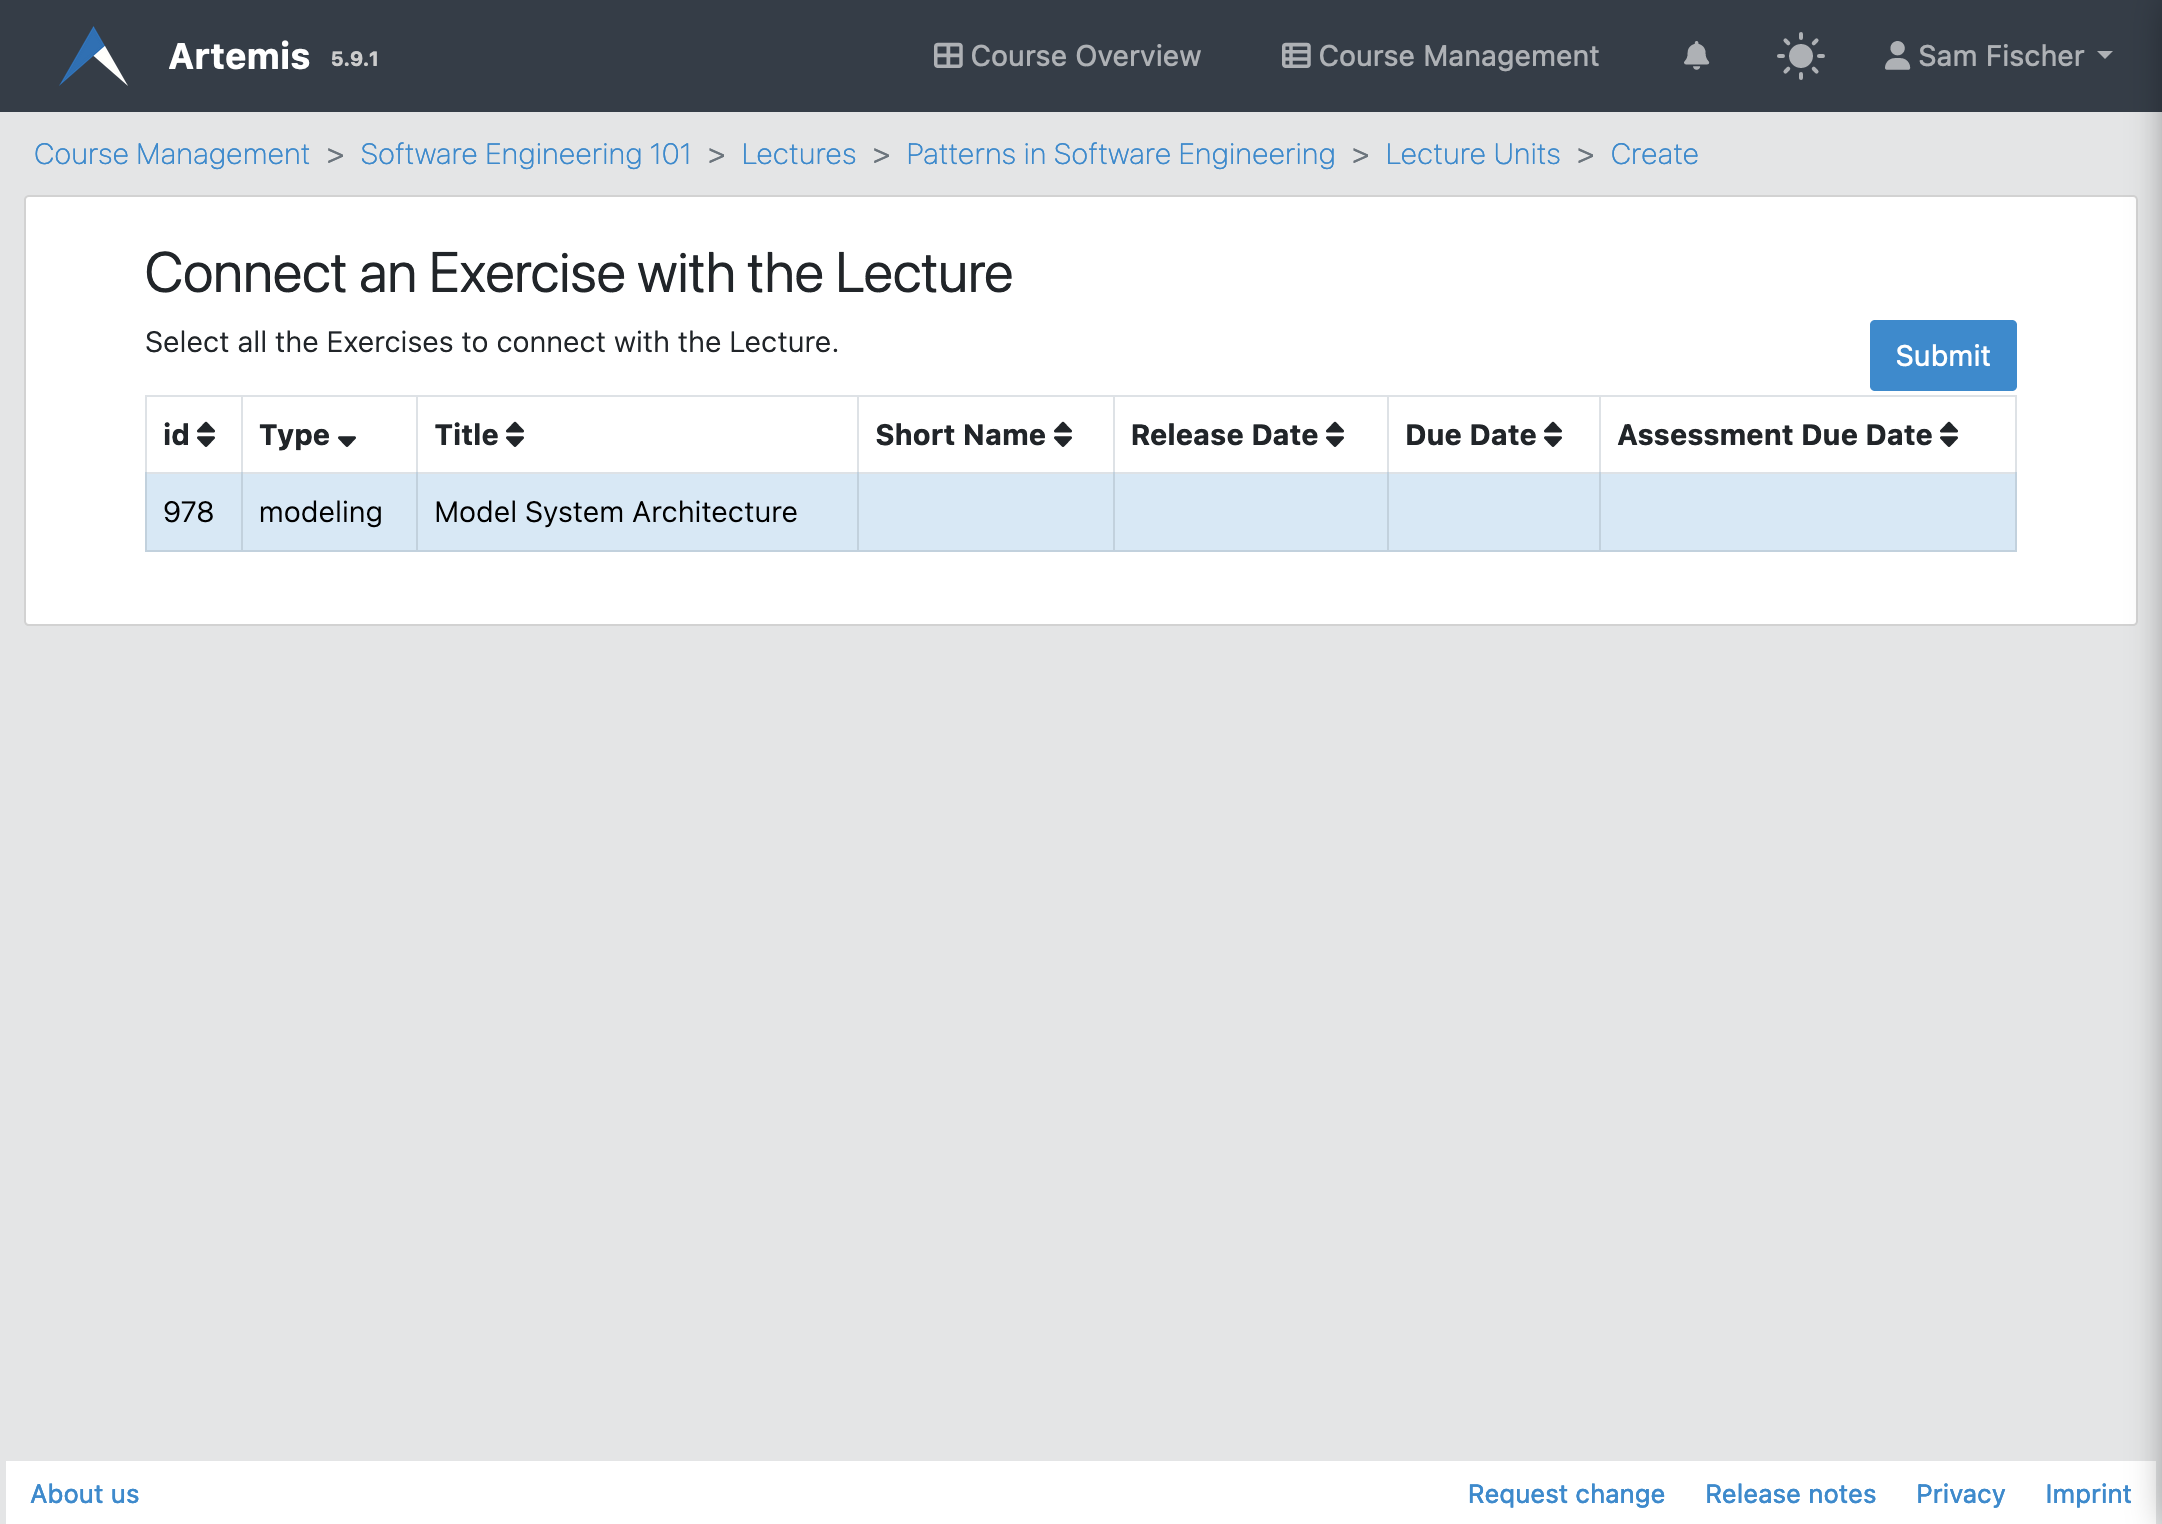 Artemis 5.9.1 Course Overview Course Management Sam Fischer
Course Management > Software Engineering 101 > Lectures > Patterns in Software Engineering > Lecture Units > Create
Connect an Exercise with the Lecture
Select all the Exercises to connect with the Lecture.
Submit
id Type Title Short Name Release Date Due Date Assessment Due Date
978 modeling Model System Architecture
About us Request change Release notes Privacy Imprint